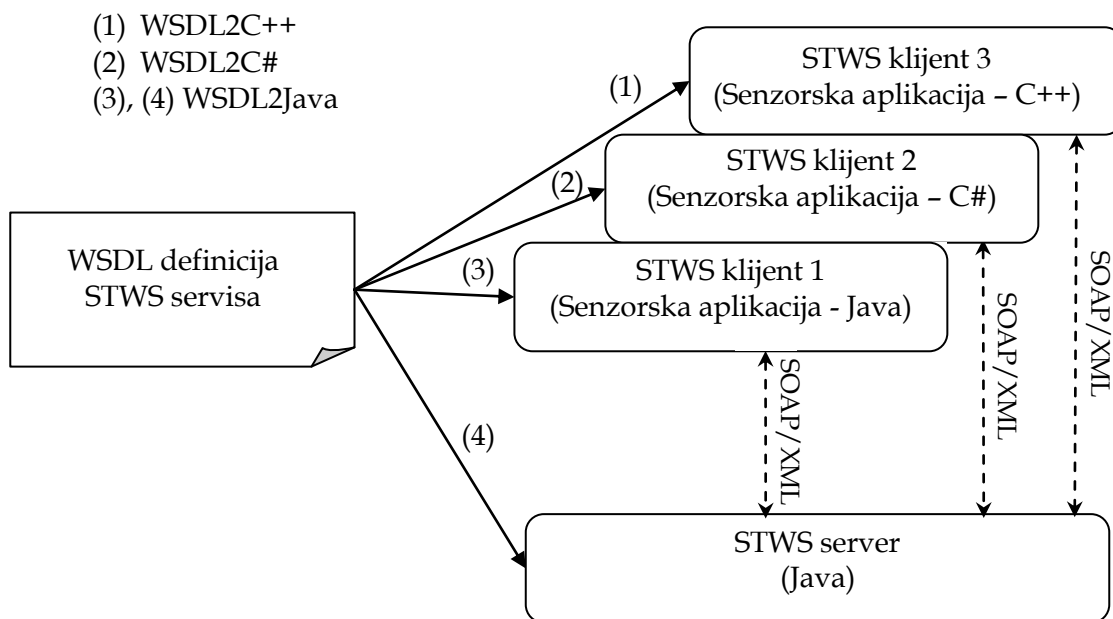 (1) WSDL2C++
(2) WSDL2C#
(3), (4) WSDL2Java
(1)
STWS klijent 3
(Senzorska aplikacija – C++)
(2)
STWS klijent 2
(Senzorska aplikacija – C#)
WSDL definicija
STWS servisa
(3)
STWS klijent 1
(Senzorska aplikacija - Java)
SOAP/XML
SOAP/XML
SOAP/XML
(4)
STWS server
(Java)